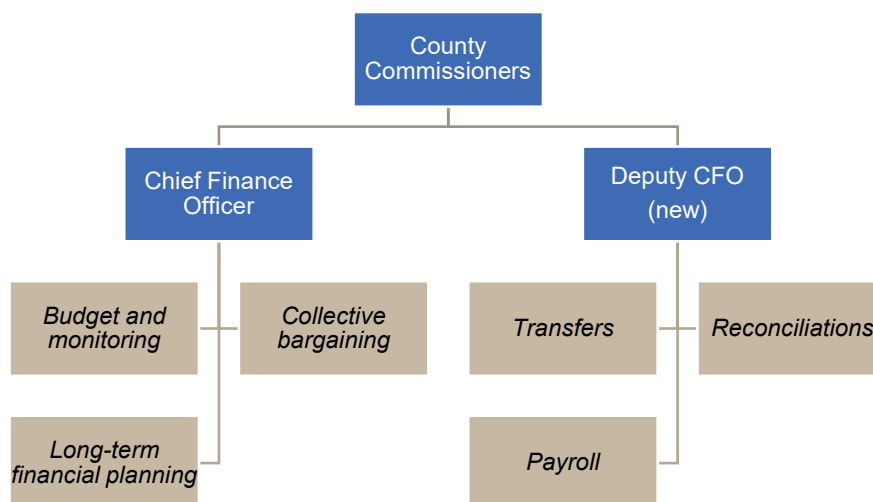 County
Commissioners
Chief Finance
Officer
Deputy CFO
(new)
Budget and
monitoring
Collective
bargaining
Transfers
Reconciliations
Long-term
financial planning
Payroll